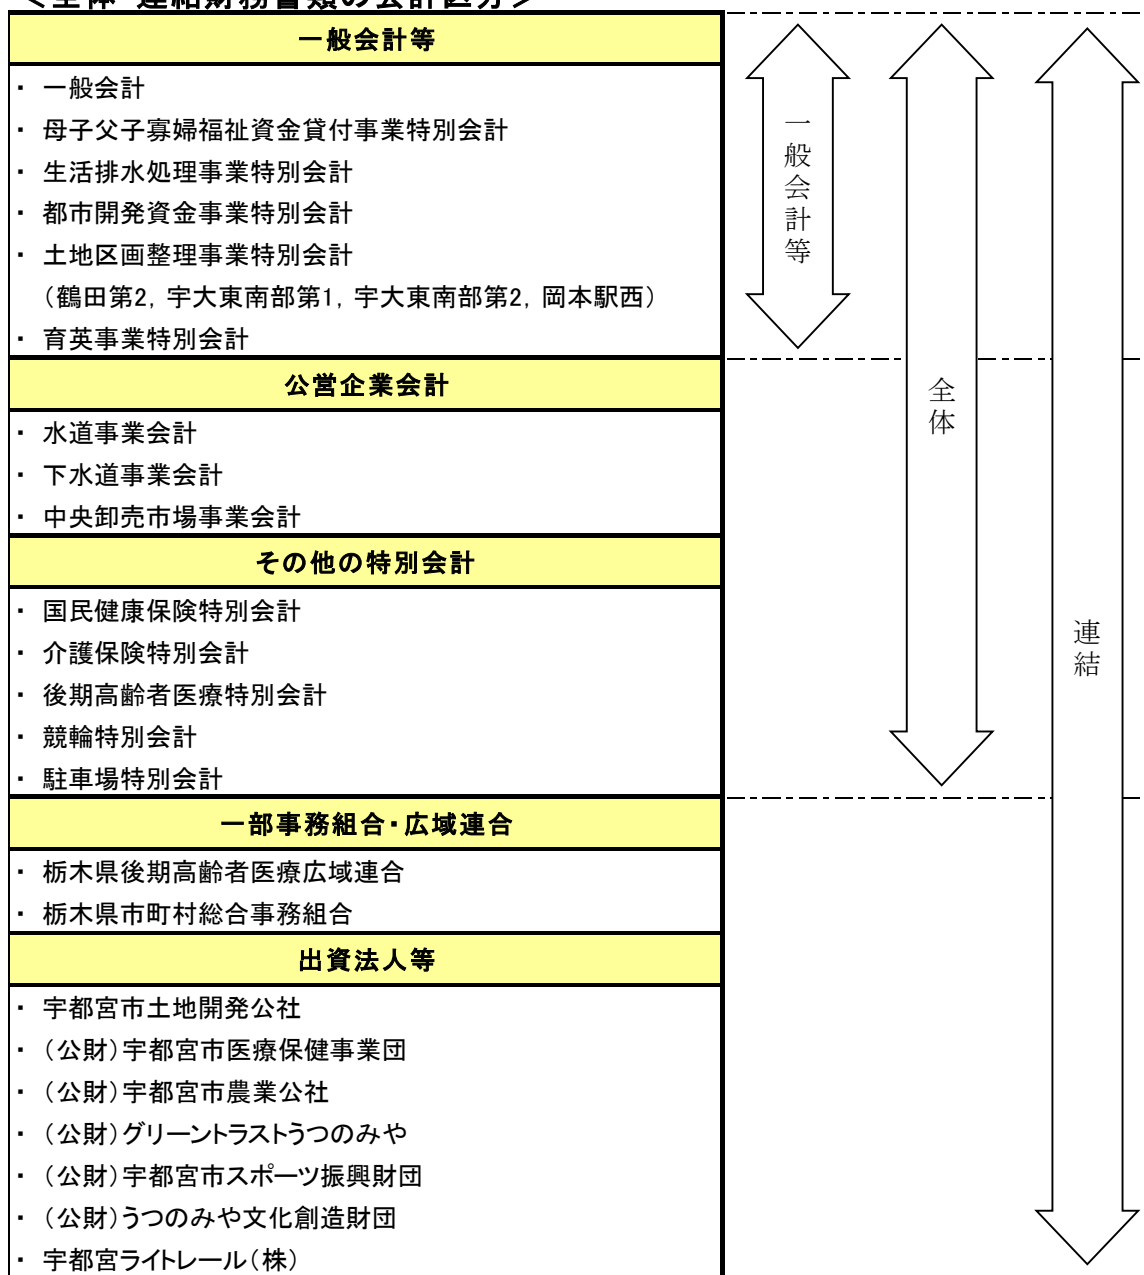 ＜全体・連結財務書類の会計区分＞
一般会計等
・ 一般会計
・ 母子父子寡婦福祉資金貸付事業特別会計
・ 生活排水処理事業特別会計
・ 都市開発資金事業特別会計
・ 土地区画整理事業特別会計
（鶴田第2，宇大東南部第1，宇大東南部第2，岡本駅西）
・ 育英事業特別会計
公営企業会計
・ 水道事業会計
・ 下水道事業会計
・ 中央卸売市場事業会計
その他の特別会計
・ 国民健康保険特別会計
・ 介護保険特別会計
・ 後期高齢者医療特別会計
・ 競輪特別会計
・ 駐車場特別会計
一部事務組合・広域連合
・ 栃木県後期高齢者医療広域連合
・ 栃木県市町村総合事務組合
出資法人等
・ 宇都宮市土地開発公社
・ （公財）宇都宮市医療保健事業団
・ （公財）宇都宮市農業公社
・ （公財）グリーントラストうつのみや
・ （公財）宇都宮市スポーツ振興財団
・ （公財）うつのみや文化創造財団
・ 宇都宮ライトレール（株）
一般会計等
全体
連結